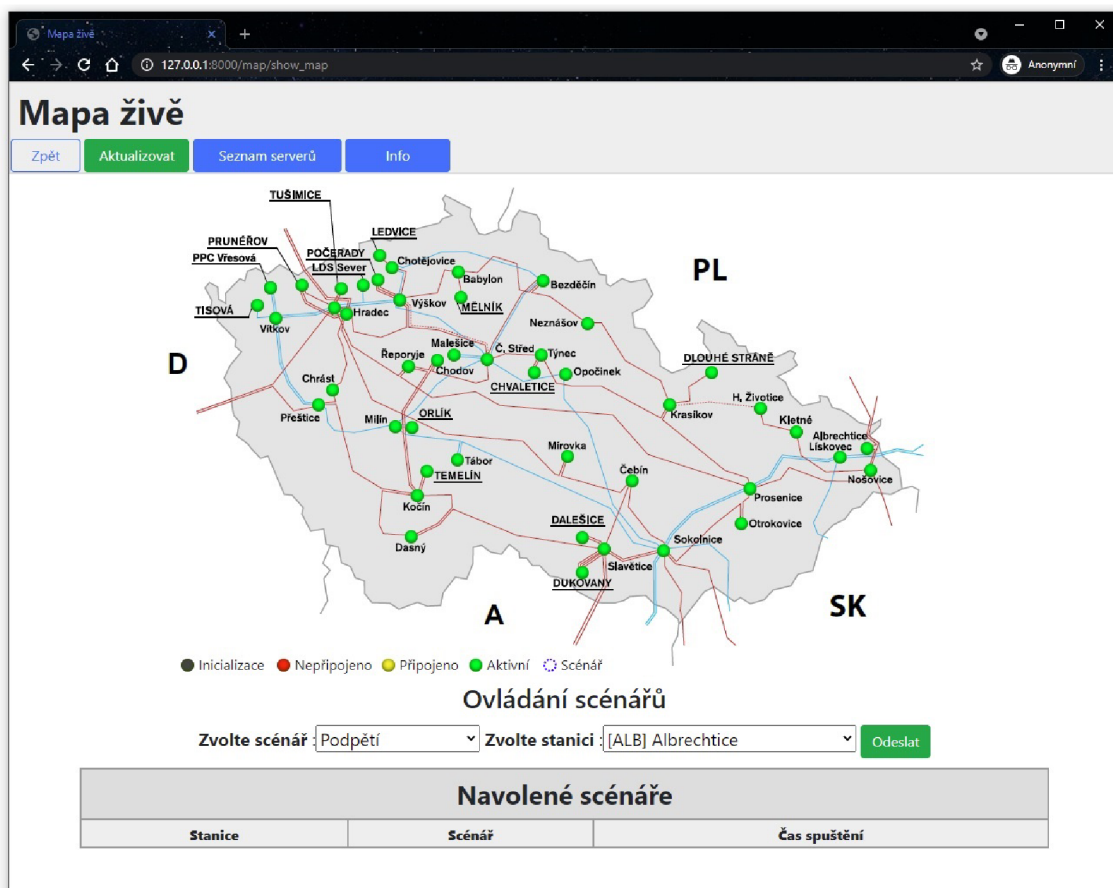 Mapa živě
127.0.0.1:8000/map/show_map
Anonymní
Mapa živě
Zpět
Aktualizovat
Seznam serverů
Info
TUŠIMICE
LEDVICE
PRUNÉŘOV
POČERADY
PPC Vřesová
LDS Sever
Chotějovice
PL
Babylon
Bezděčín
TISOVÁ
Výškov
MĚLNÍK
Hradec
Vítkov
Neznášov
Malešice
Č, Střed
Týnec
D
Řeporyje
Chodov
Opočinek
DLOUHÉ STRÁNĚ
CHVALETICE
Chrást
H, Životice
Přeštice
Milín
ORLÍK
Krasíkov
Kletné
Albrechtice
Lískovec
Mírovka
Tábor
TEMELÍN
Čebín
Nošovice
Kočín
Prosenice
DALEŠICE
Otrokovice
Dasný
Sokolnice
Slavětice
DUKOVANY
A
SK
Inicializace Nepřipojeno Připojeno Aktivní Scénář
Ovládání scénářů
Zvolte scénář : Podpětí Zvolte stanici : [ALB] Albrechtice Odeslat
Navolené scénáře
Stanice Scénář Čas spuštění